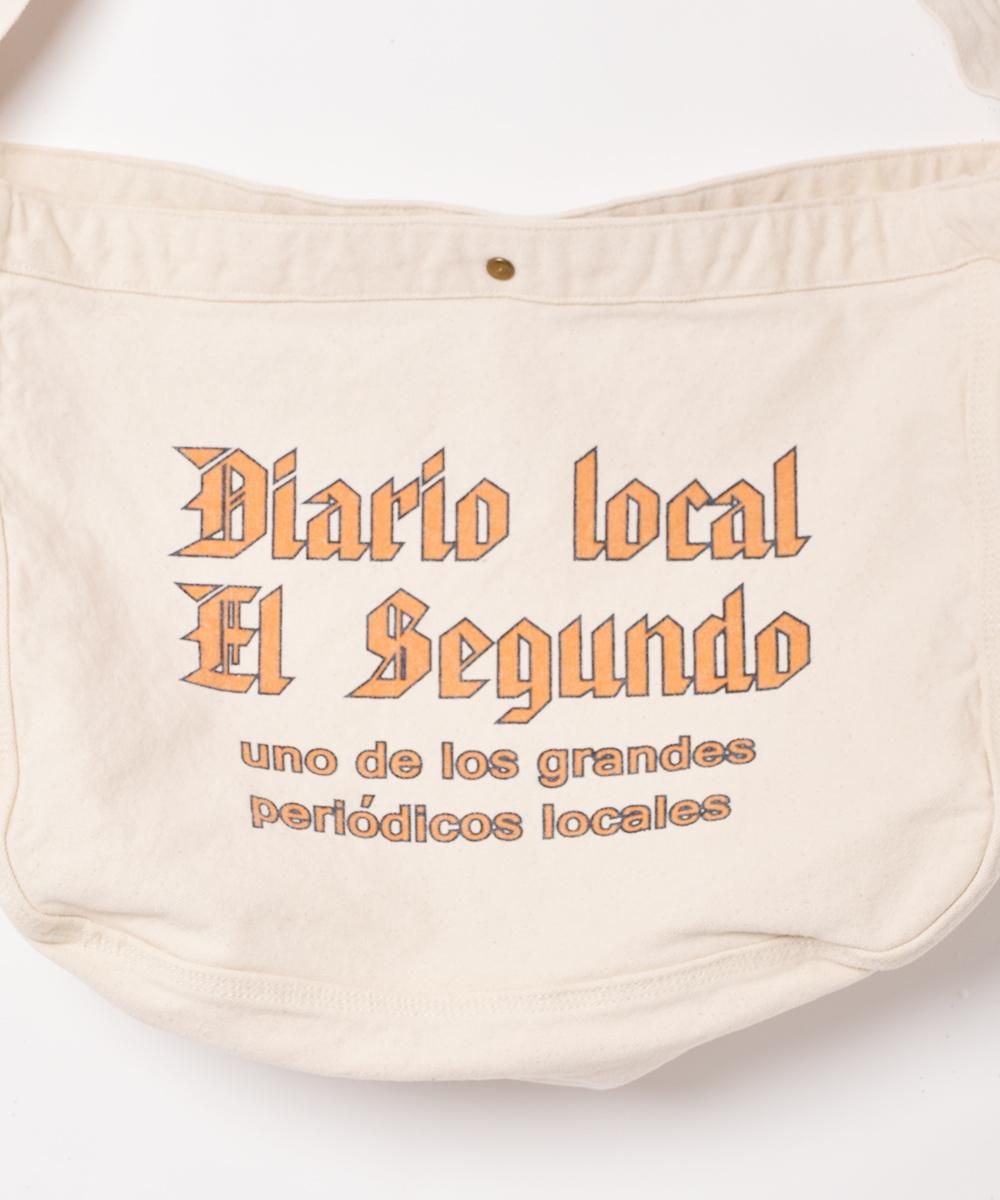 Diario local
El Segundo
uno de los grandes
periódicos locales